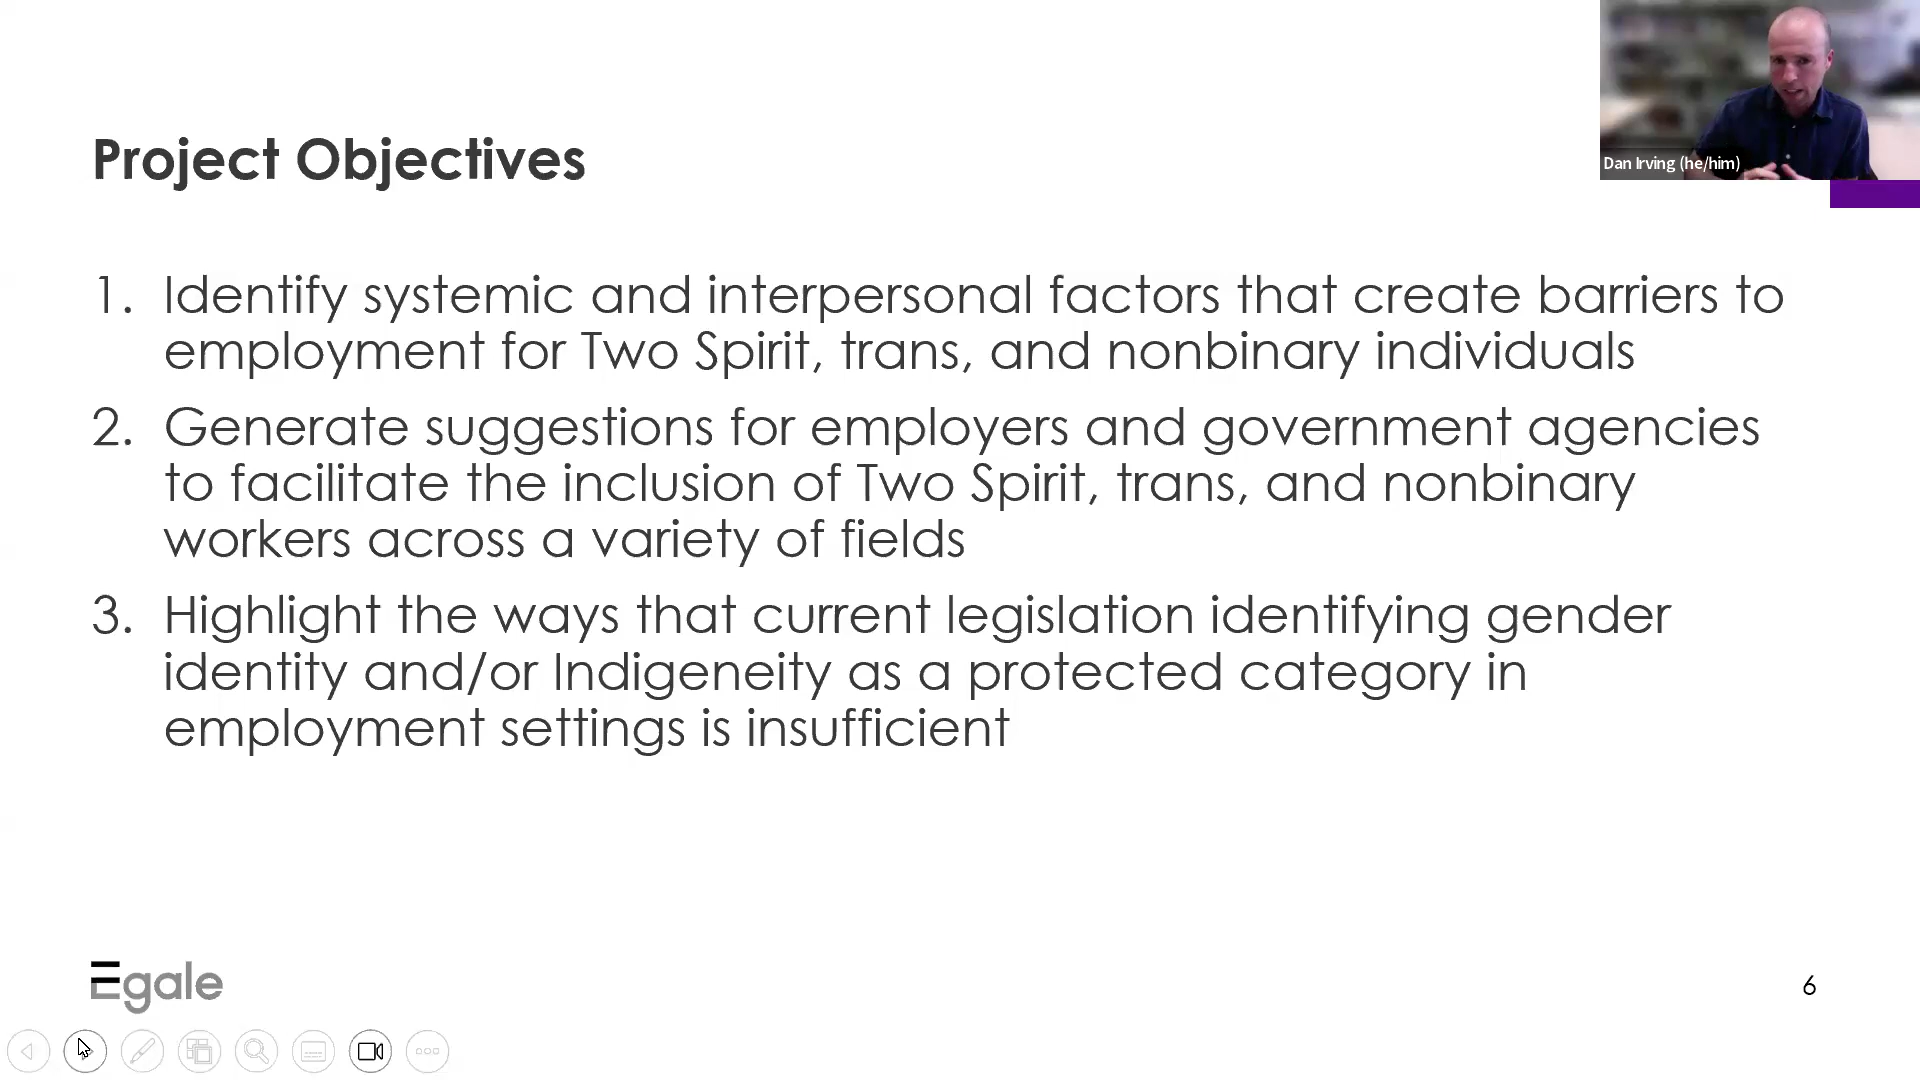 Dan Irving (he/him)
Project Objectives
1. Identify systemic and interpersonal factors that create barriers to
employment for Two Spirit, trans, and nonbinary individuals
2. Generate suggestions for employers and government agencies
to facilitate the inclusion of Two Spirit, trans, and nonbinary
workers across a variety of fields
3. Highlight the ways that current legislation identifying gender
identity and/or Indigeneity as a protected category in
employment settings is insufficient
Egale
6